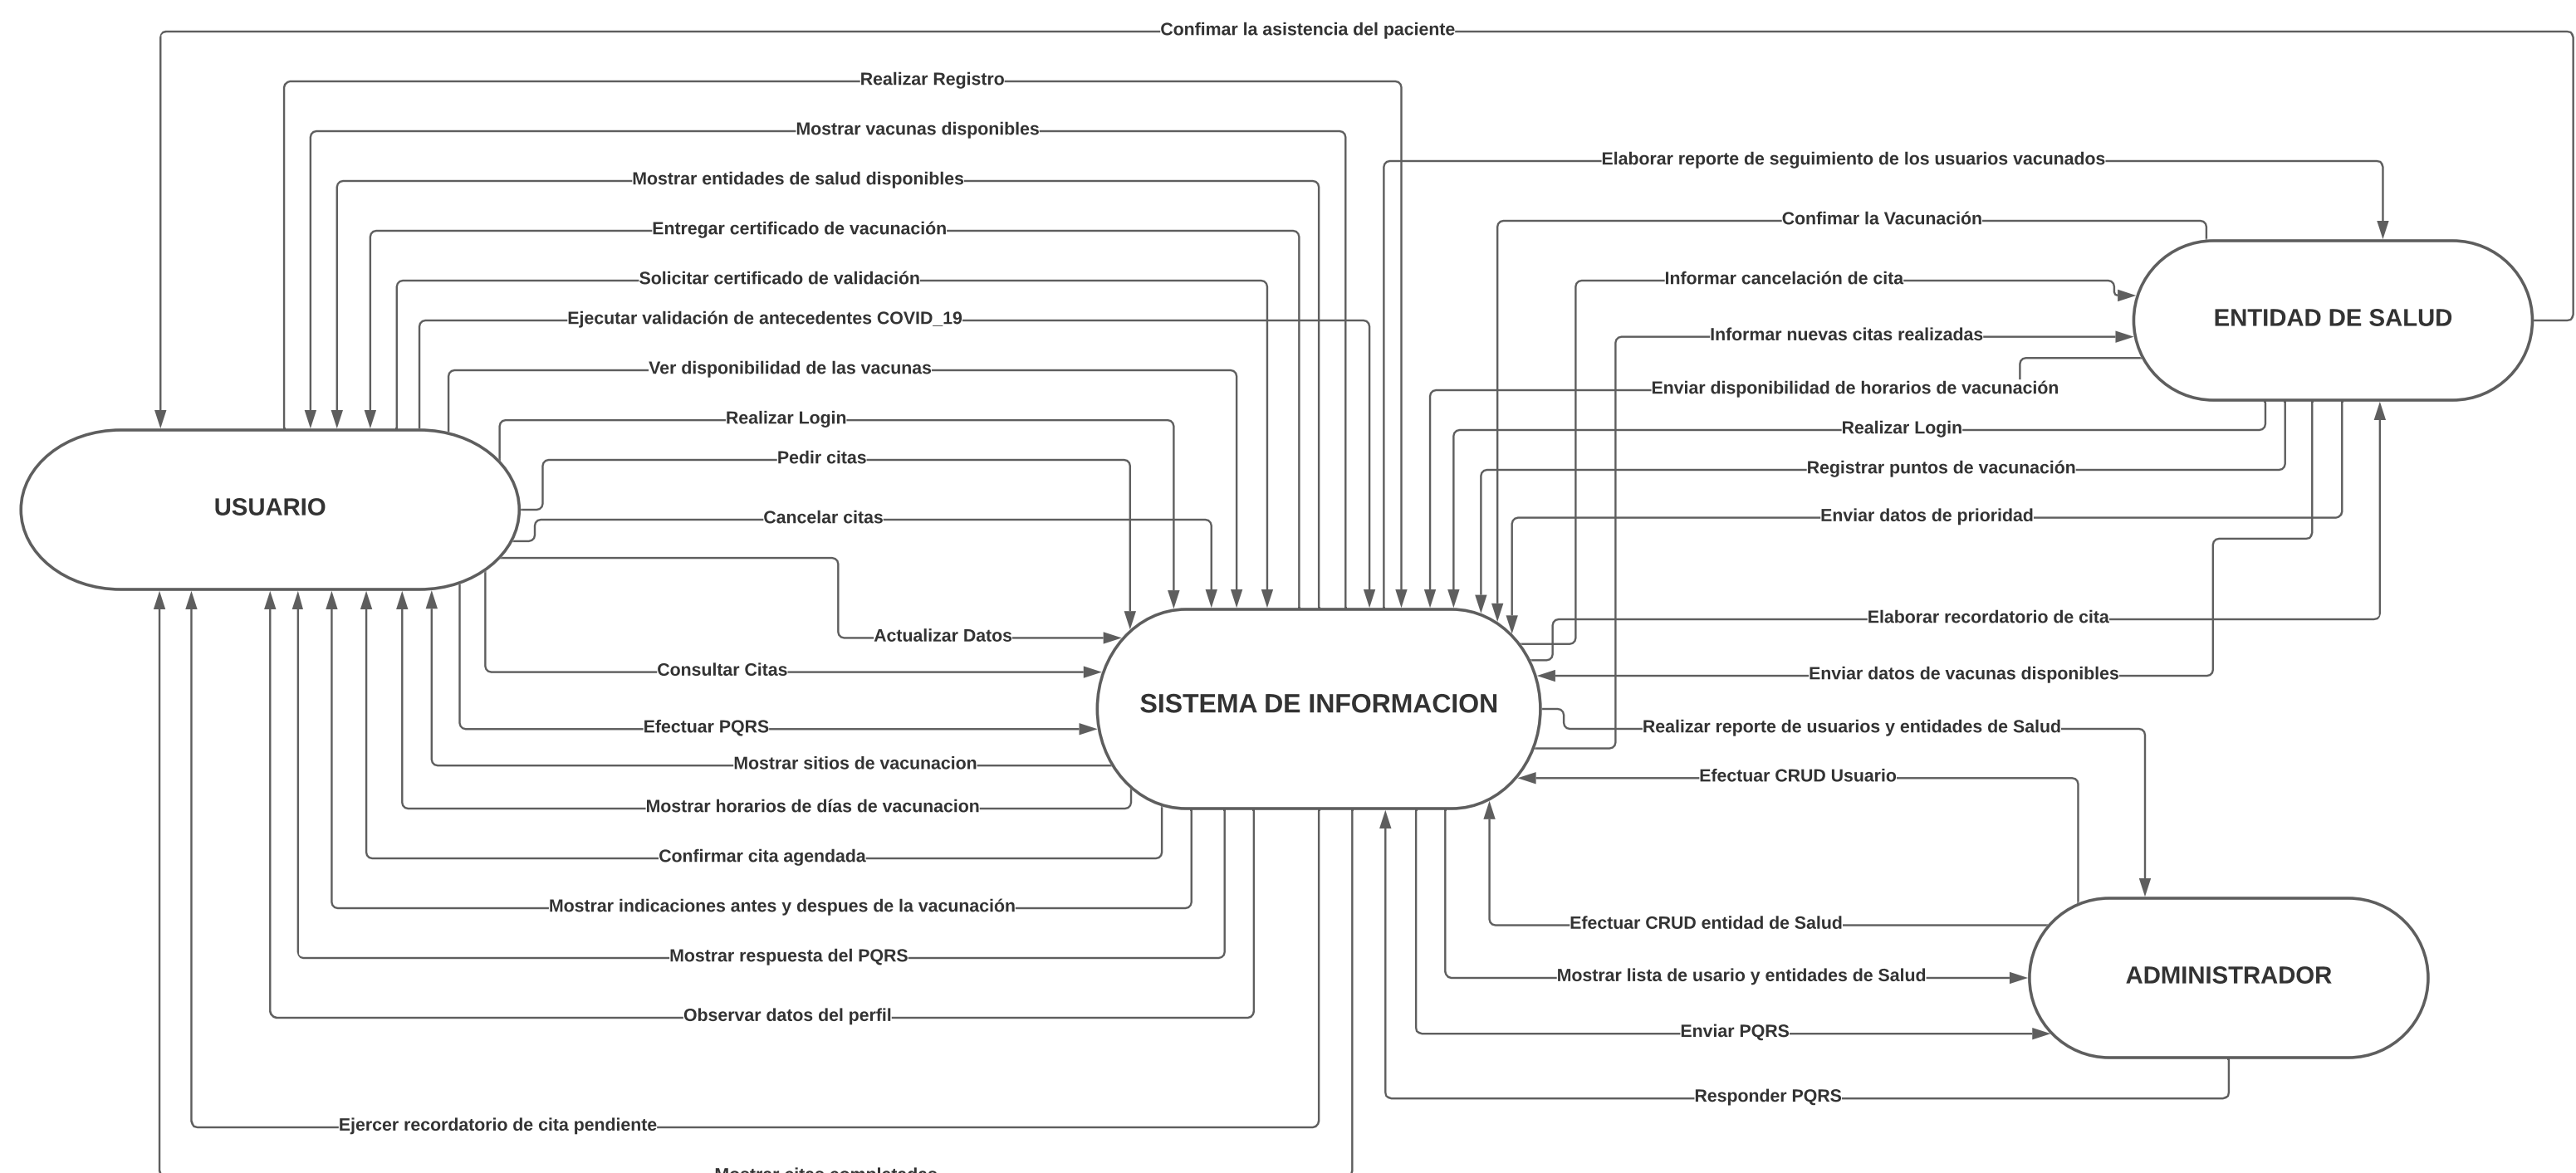 Confimar la asistencia del paciente
Realizar Registro
Mostrar vacunas disponibles
Elaborar reporte de seguimiento de los usuarios vacunados
Mostrar entidades de salud disponibles
Confimar la Vacunación
Entregar certificado de vacunación
Solicitar certificado de validación
Informar cancelación de cita
Ejecutar validación de antecedentes COVID_19
ENTIDAD DE SALUD
Informar nuevas citas realizadas
Ver disponibilidad de las vacunas
Enviar disponibilidad de horarios de vacunación
Realizar Login
Realizar Login
Pedir citas
Registrar puntos de vacunación
USUARIO
Cancelar citas
Enviar datos de prioridad
Elaborar recordatorio de cita
Actualizar Datos
Consultar Citas
Enviar datos de vacunas disponibles
SISTEMA DE INFORMACION
Efectuar PQRS
Realizar reporte de usuarios y entidades de Salud
Mostrar sitios de vacunacion
Efectuar CRUD Usuario
Mostrar horarios de días de vacunacion
Confirmar cita agendada
Mostrar indicaciones antes y despues de la vacunación
Efectuar CRUD entidad de Salud
Mostrar respuesta del PQRS
Mostrar lista de usario y entidades de Salud
ADMINISTRADOR
Observar datos del perfil
Enviar PQRS
Responder PQRS
Ejercer recordatorio de cita pendiente
Mostrar citas completadas